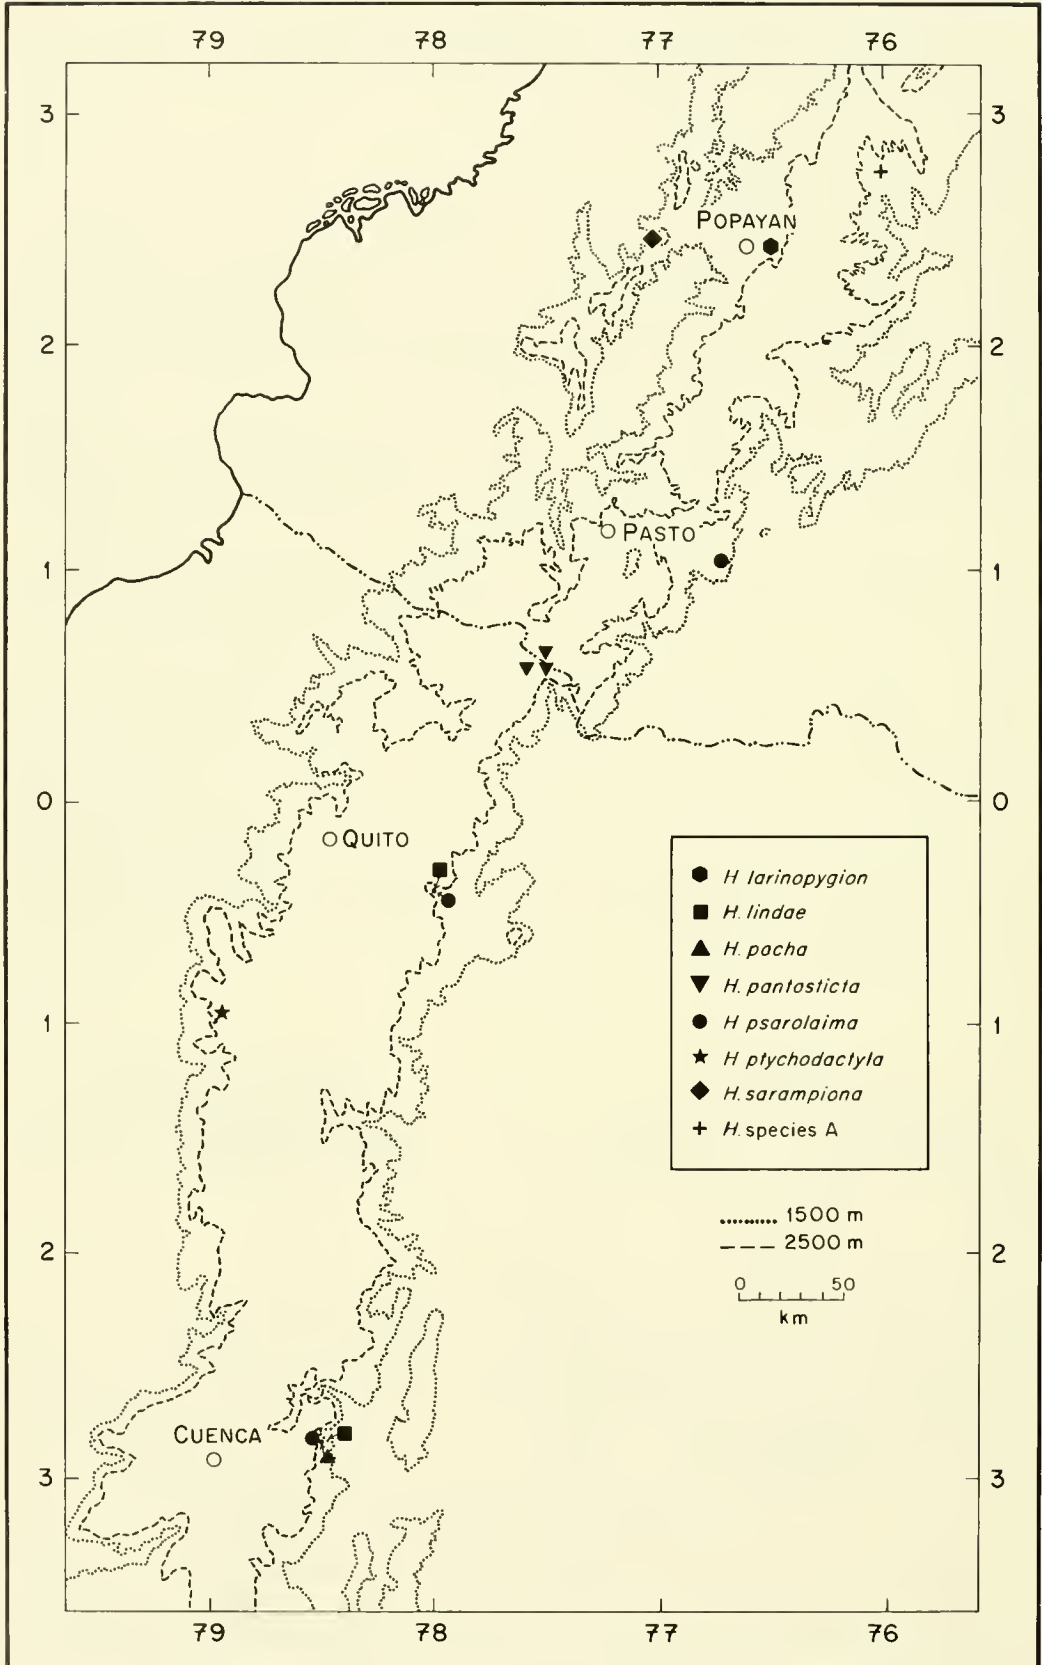 79 78 77 76
3 3
POPAYAN
2 2
PASTO
1 1
0 0
QUITO
H larinopygion
H. lindae
H. pacha
H. pantosticta
H psarolaima
H ptychodactyla
H. sarampiona
H. species A
1 1
1500 m
2 2500 m 2
0 50
km
CUENCA
3 3
79 78 77 76